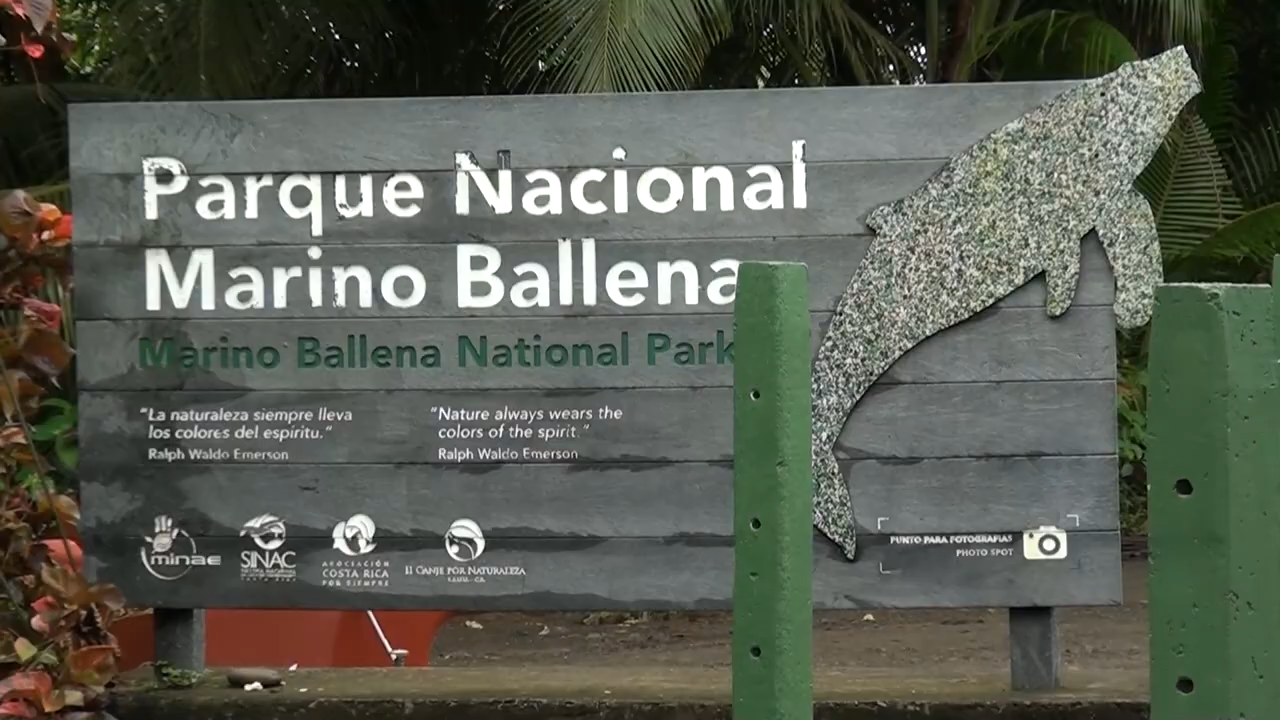 Parque Nacional
Marino Ballena
Marino Ballena National Park
"La naturaleza siempre lleva
los colores del espíritu."
Ralph Waldo Emerson
"Nature always wears the
colors of the spirit."
Ralph Waldo Emerson
minae
SINAC
ASOCIACIÓN
COSTA RICA
POR SIEMPRE
II CANJE POR NATURALEZA
PUNTO PARA FOTOGRAFIAS
PHOTO SPOT